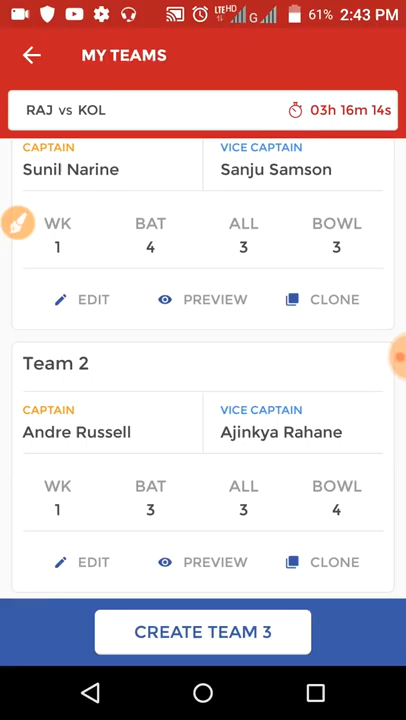 LTE HD G 61% 2:43 PM
MY TEAMS
RAJ vs KOL 03h 16m 14s
CAPTAIN VICE CAPTAIN
Sunil Narine Sanju Samson
WK BAT ALL BOWL
1 4 3 3
EDIT PREVIEW CLONE
Team 2
CAPTAIN VICE CAPTAIN
Andre Russell Ajinkya Rahane
WK BAT ALL BOWL
1 3 3 4
EDIT PREVIEW CLONE
CREATE TEAM 3